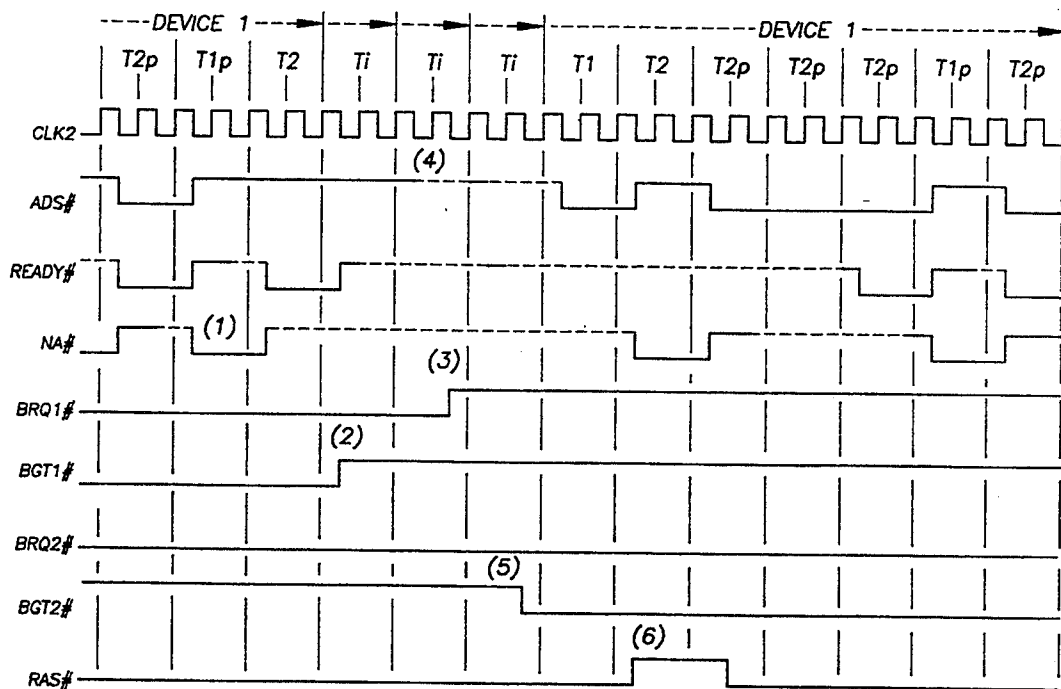 DEVICE 1 DEVICE 1
T2p T1p T2 Ti Ti Ti T1 T2 T2p T2p T2p T1p T2p
CLK2
(4)
ADS#
READY#
(1)
NA#
(3)
BRQ1#
(2)
BGT1#
BRQ2#
(5)
BGT2#
(6)
RAS#